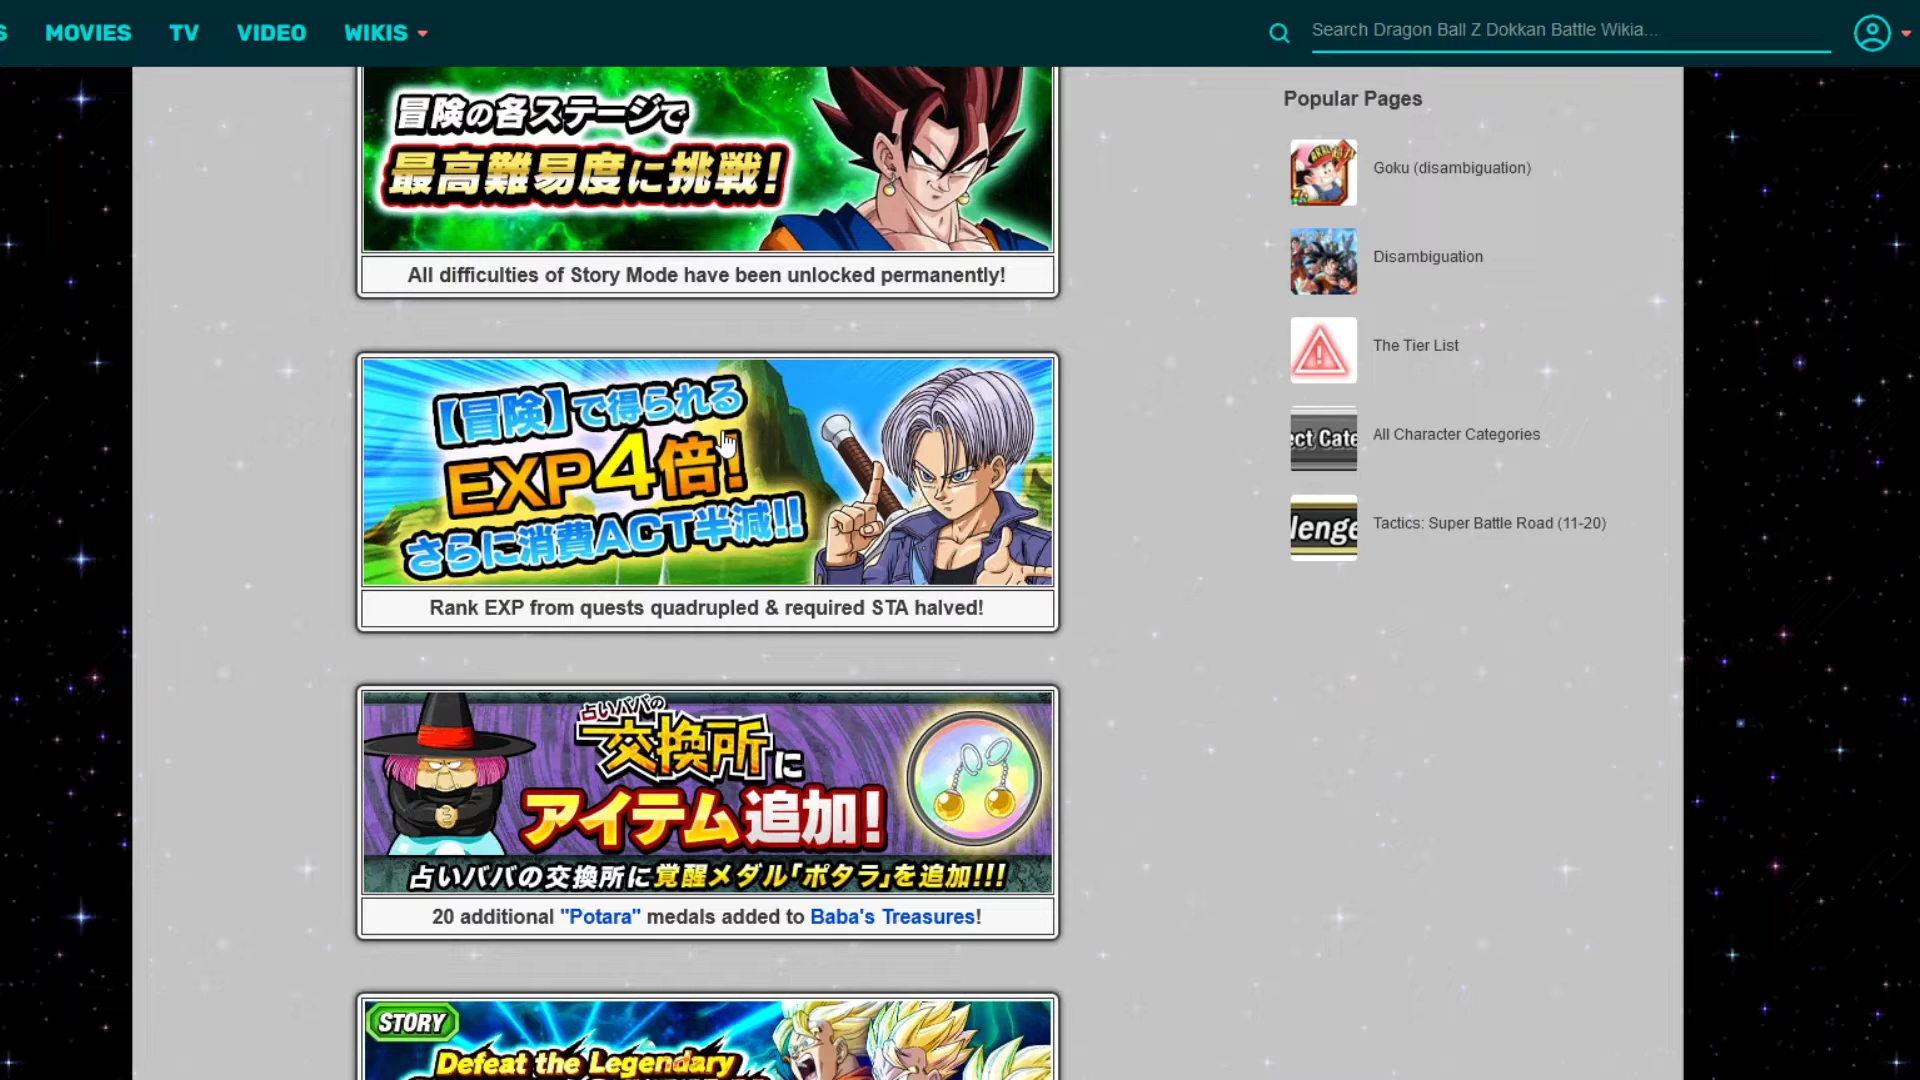 S MOVIES TV VIDEO WIKIS Search Dragon Ball Z Dokkan Battle Wikia...
冒険の各ステージで
最高難易度に挑戦!
All difficulties of Story Mode have been unlocked permanently!
【冒険】で得られる
EXP4倍!
さらに消費ACT半減!!
Rank EXP from quests quadrupled & required STA halved!
占いババの
交換所に
アイテム追加!
占いババの交換所に覚醒メダル「ポタラ」を追加!!!
20 additional "Potara" medals added to Baba's Treasures!
STORY
Defeat the Legendary
Popular Pages
Goku (disambiguation)
Disambiguation
The Tier List
ect Cate
All Character Categories
lenge
Tactics: Super Battle Road (11-20)